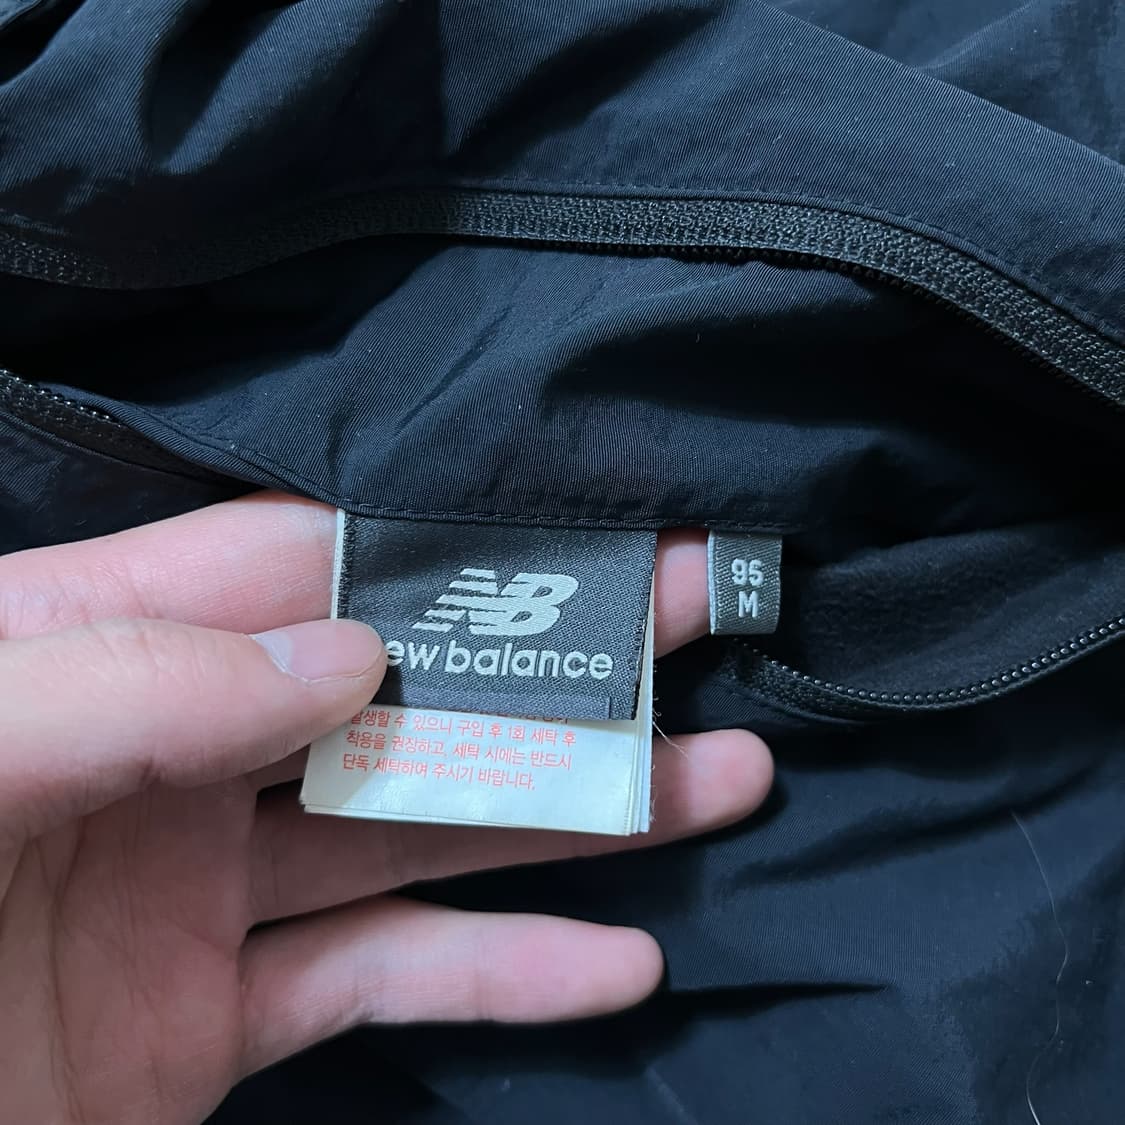 NB
ew balance
95
M
발생할 수 있으니 구입 후 1회 세탁 후
착용을 권장하고, 세탁 시에는 반드시
단독 세탁하여 주시기 바랍니다.